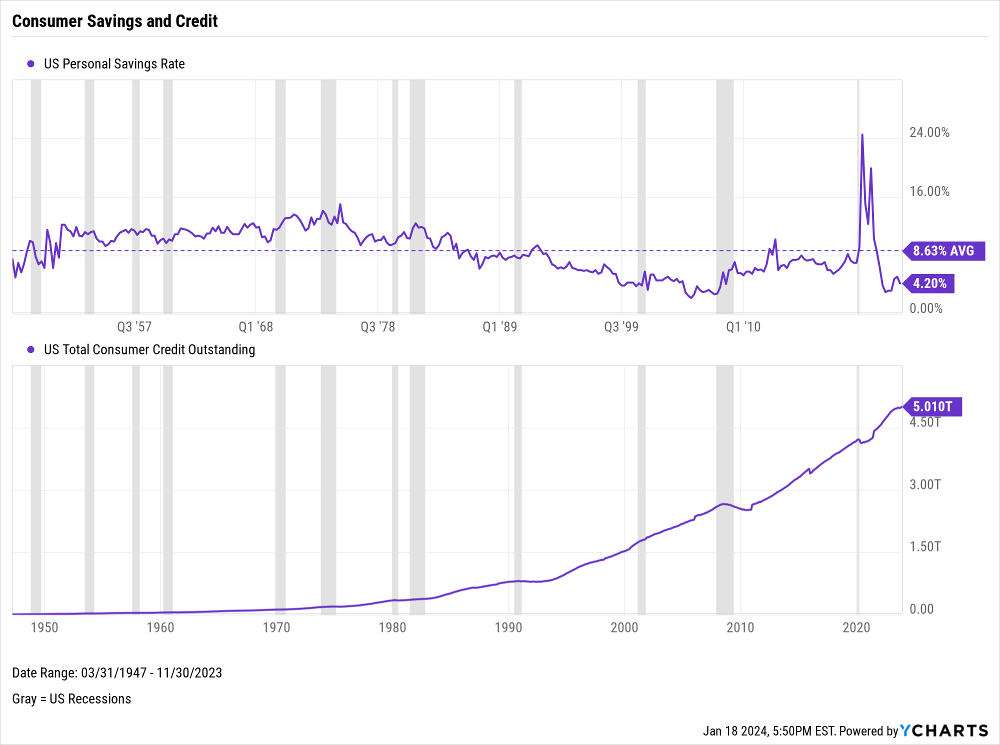 Consumer Savings and Credit
US Personal Savings Rate
24.00%
16.00%
8.63% AVG
4.20%
0.00%
Q3 '57 Q1 '68 Q3 '78 Q1 '89 Q3 '99 Q1 '10
US Total Consumer Credit Outstanding
5.010T
4.50T
3.00T
1.50T
0.00
1950 1960 1970 1980 1990 2000 2010 2020
Date Range: 03/31/1947 - 11/30/2023
Gray = US Recessions
Jan 18 2024, 5:50PM EST. Powered by YCHARTS